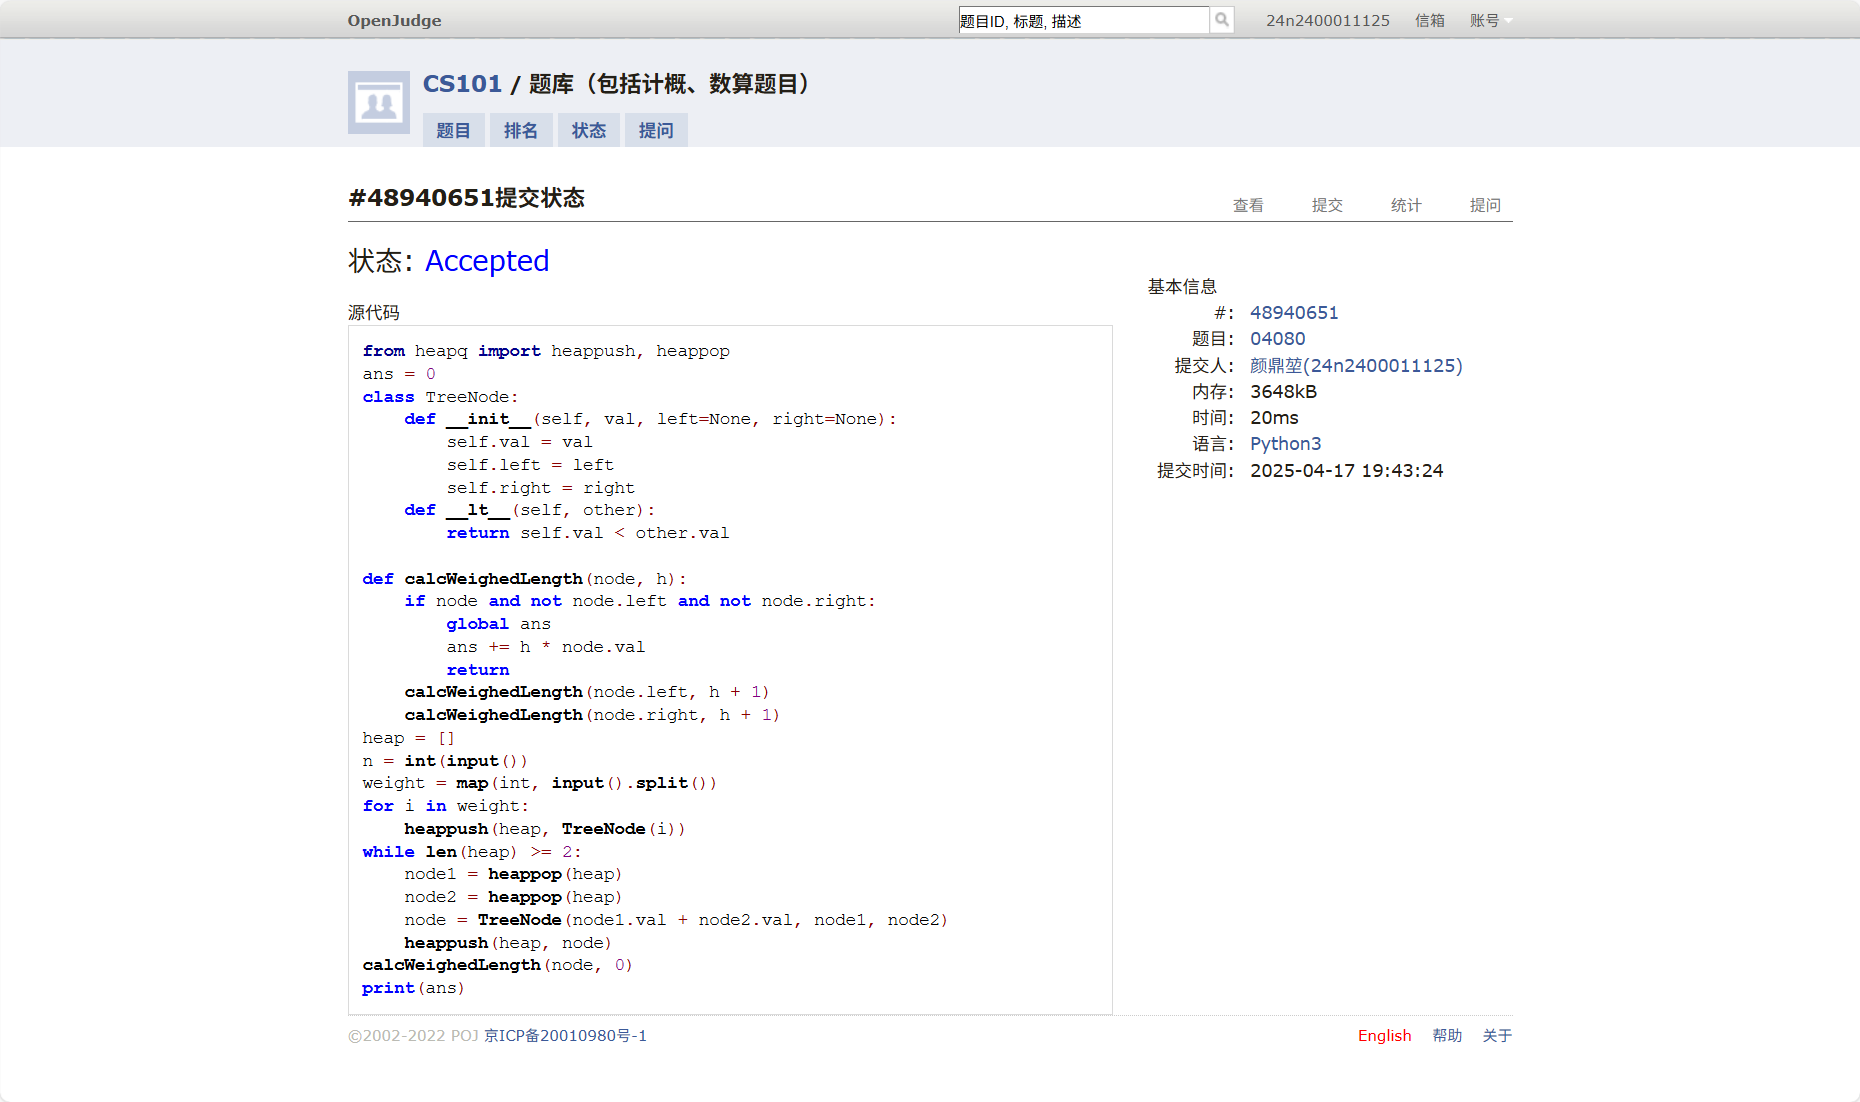 OpenJudge
题目ID, 标题, 描述
24n2400011125 信箱 账号
CS101 / 题库（包括计概、数算题目）
题目 排名 状态 提问
#48940651提交状态
查看 提交 统计 提问
状态: Accepted
源代码
from heapq import heappush, heappop
ans = 0
class TreeNode:
    def __init__(self, val, left=None, right=None):
        self.val = val
        self.left = left
        self.right = right
    def __lt__(self, other):
        return self.val < other.val

def calcWeighedLength(node, h):
    if node and not node.left and not node.right:
        global ans
        ans += h * node.val
        return
    calcWeighedLength(node.left, h + 1)
    calcWeighedLength(node.right, h + 1)
heap = []
n = int(input())
weight = map(int, input().split())
for i in weight:
    heappush(heap, TreeNode(i))
while len(heap) >= 2:
    node1 = heappop(heap)
    node2 = heappop(heap)
    node = TreeNode(node1.val + node2.val, node1, node2)
    heappush(heap, node)
calcWeighedLength(node, 0)
print(ans)
基本信息
#: 48940651
题目: 04080
提交人: 颜鼎堃(24n2400011125)
内存: 3648kB
时间: 20ms
语言: Python3
提交时间: 2025-04-17 19:43:24
©2002-2022 POJ 京ICP备20010980号-1
English 帮助 关于